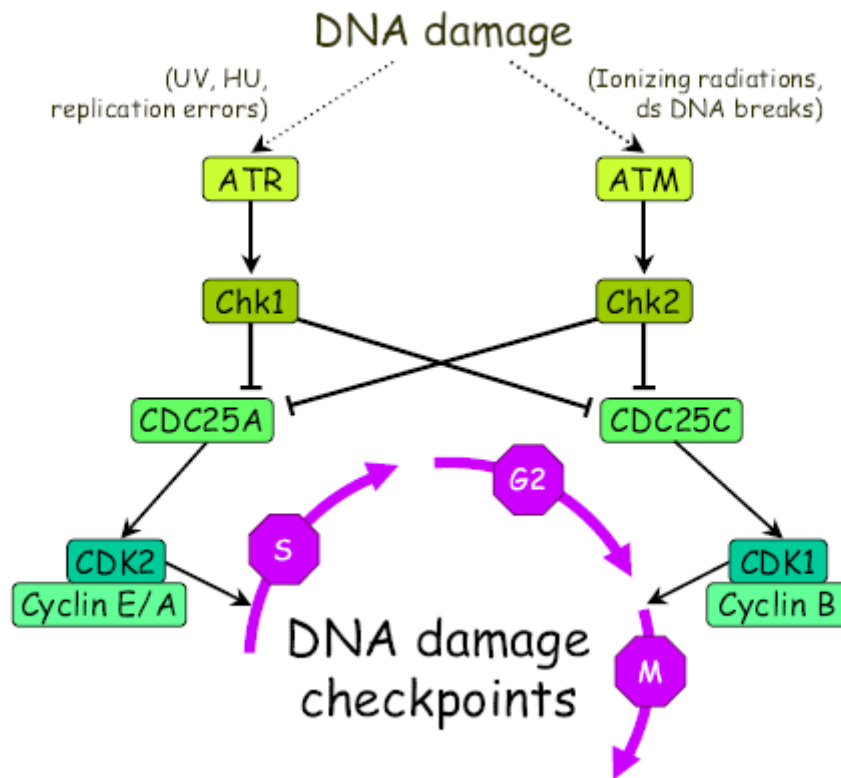 DNA damage
(UV, HU,
replication errors)
(Ionizing radiations,
ds DNA breaks)
ATR
ATM
Chk1
Chk2
CDC25A
CDC25C
G2
S
CDK2
Cyclin E/A
CDK1
Cyclin B
DNA damage
checkpoints
M